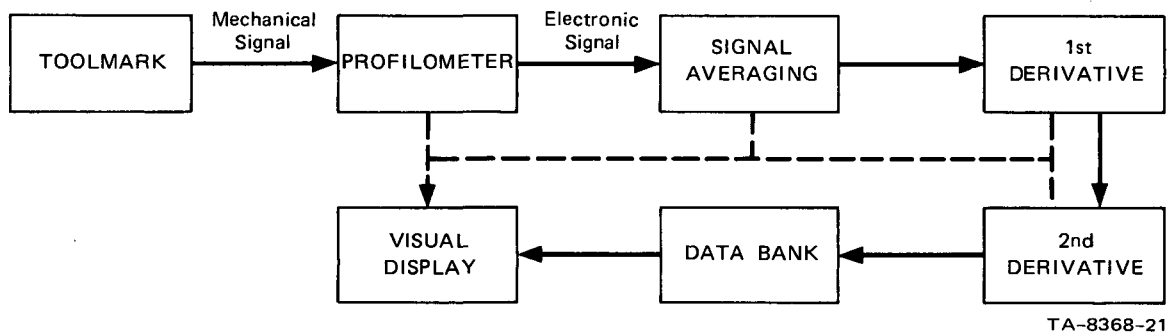 Mechanical
Signal
Electronic
Signal
TOOLMARK
PROFILOMETER
SIGNAL
AVERAGING
1st
DERIVATIVE
VISUAL
DISPLAY
DATA BANK
2nd
DERIVATIVE
TA-8368-21